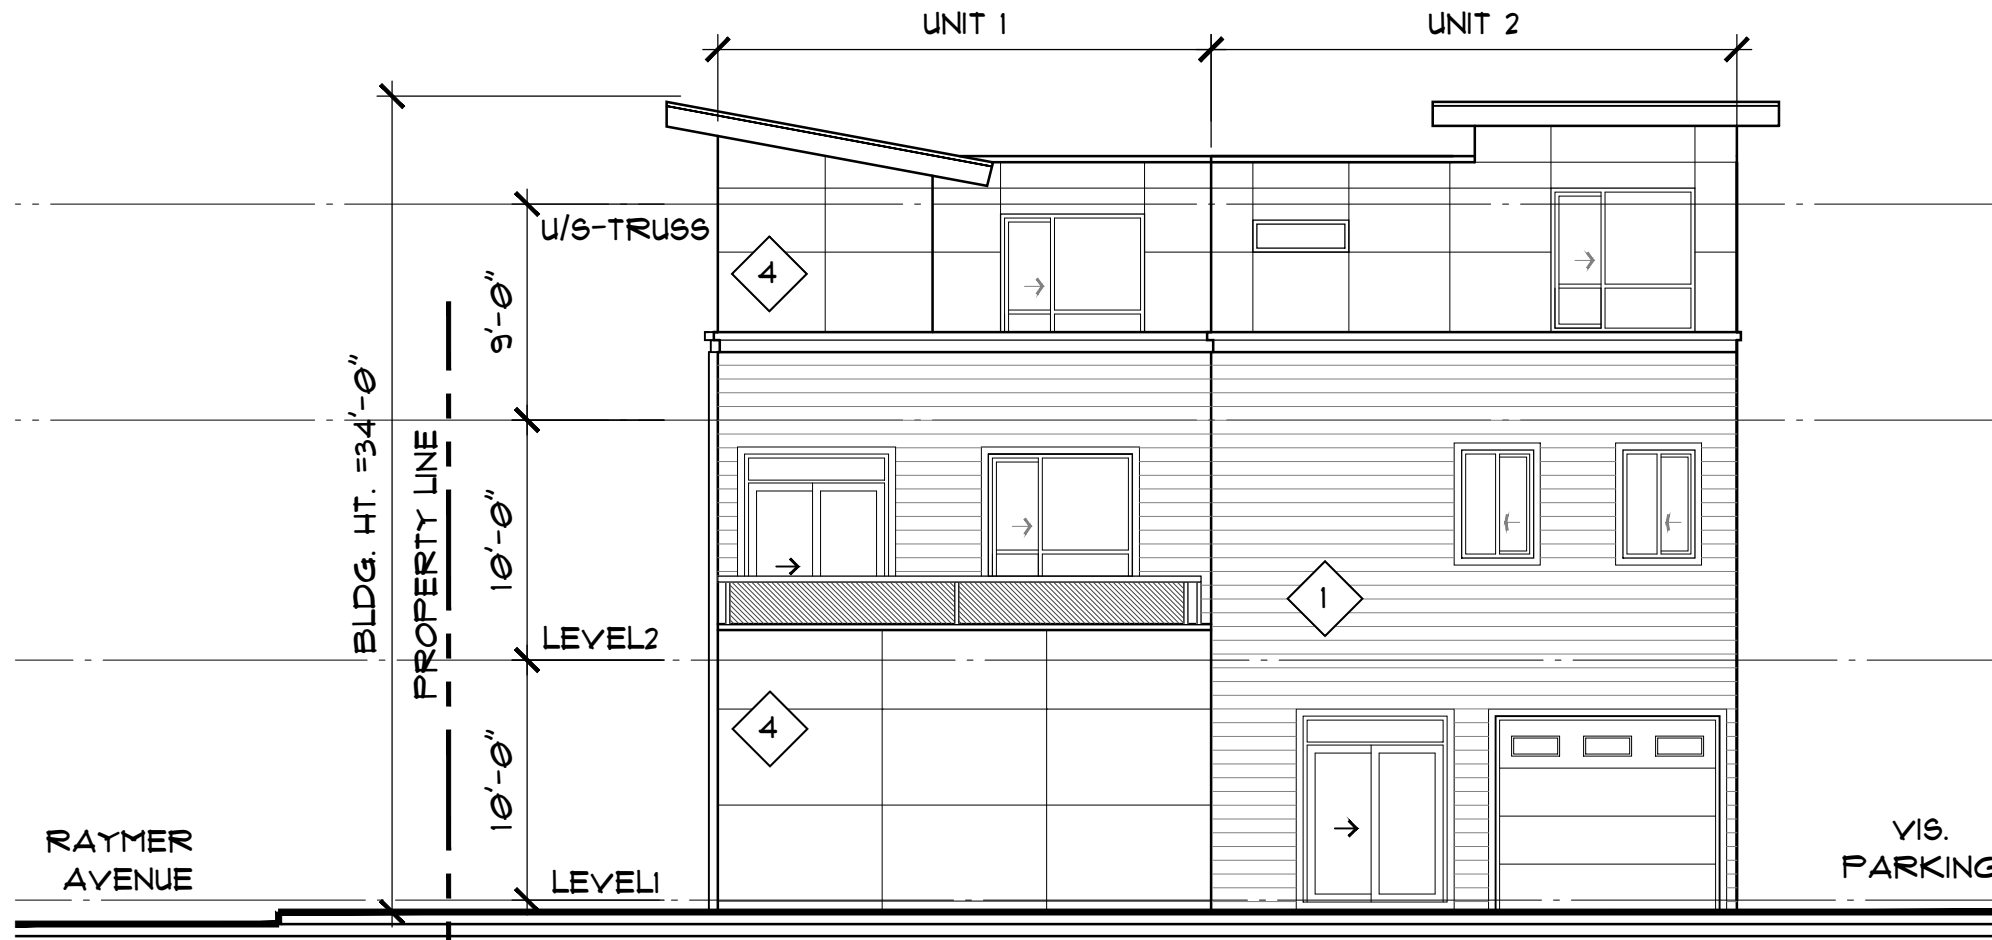 UNIT 1
UNIT 2
U/S-TRUSS
4
9'-0"
BLDG. HT. =34'-0"
PROPERTY LINE
10'-0"
1
LEVEL2
4
10'-0"
RAYMER
AVENUE
LEVEL1
VIS.
PARKING